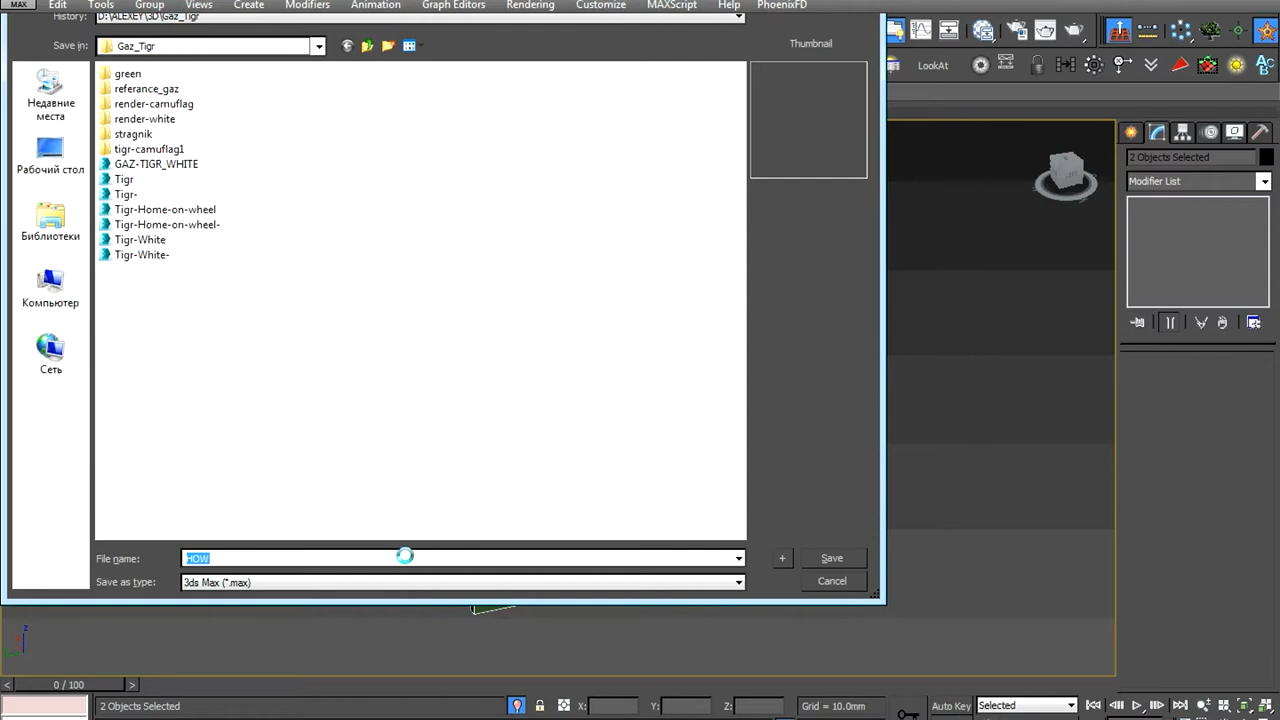 MAX Edit Tools Group Views Create Modifiers Animation Graph Editors Rendering Customize MAXScript Help PhoenixFD
History: D:\ALEXEY\3D\Gaz_Tigr
Save in: Gaz_Tigr
Thumbnail
LookAt
green
referance_gaz
render-camuflag
render-white
stragnik
tigr-camuflag1
GAZ-TIGR_WHITE
Tigr
Tigr-
Tigr-Home-on-wheel
Tigr-Home-on-wheel-
Tigr-White
Tigr-White-
Недавние
места
Рабочий стол
Библиотеки
Компьютер
Сеть
2 Objects Selected
Modifier List
File name: HOW
+ Save
Save as type: 3ds Max (*.max)
Cancel
z
< 0 / 100 >
2 Objects Selected X: Y: Z: Grid = 10.0mm Auto Key Selected